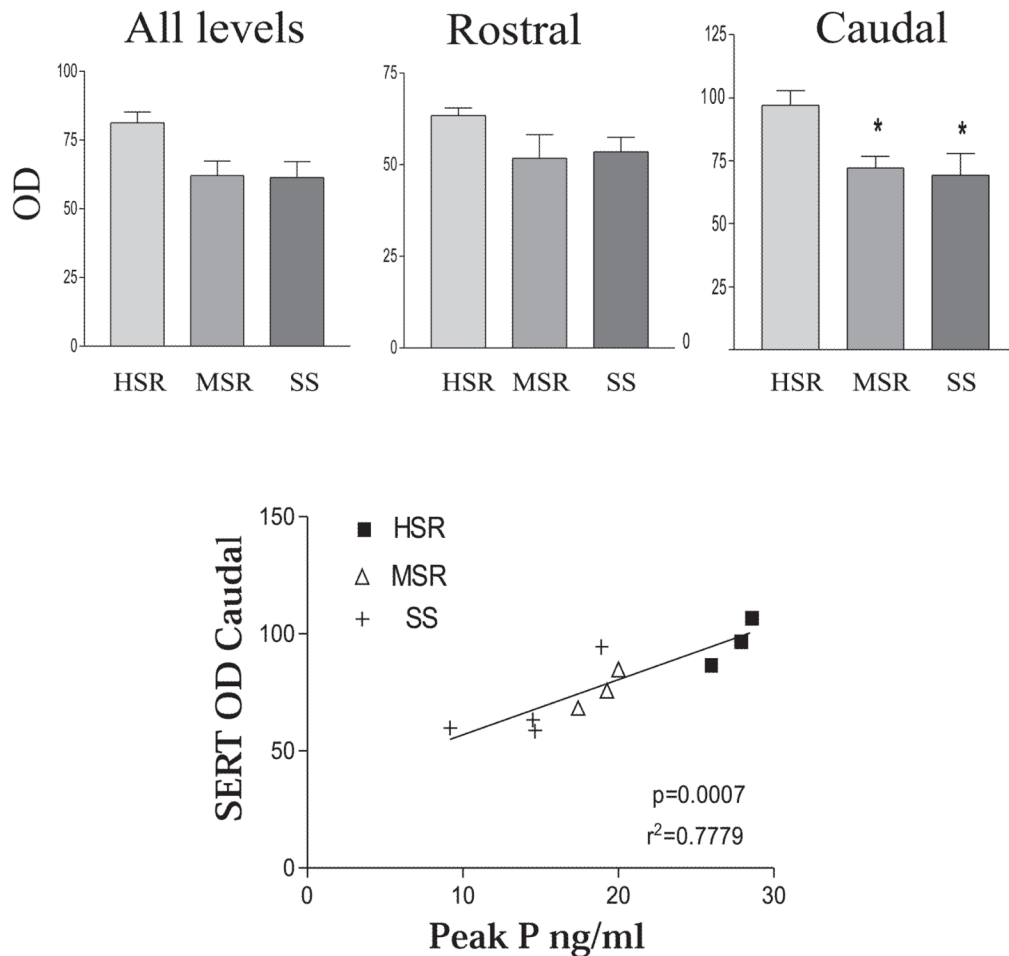 All levels
OD
100
75
50
25
0
HSR MSR SS
Rostral
75
50
25
0
HSR MSR SS
Caudal
125
100
75
50
25
0
* *
HSR MSR SS
SERT OD Caudal
150
100
50
0
HSR
MSR
SS
p=0.0007
r²=0.7779
0 10 20 30
Peak P ng/ml